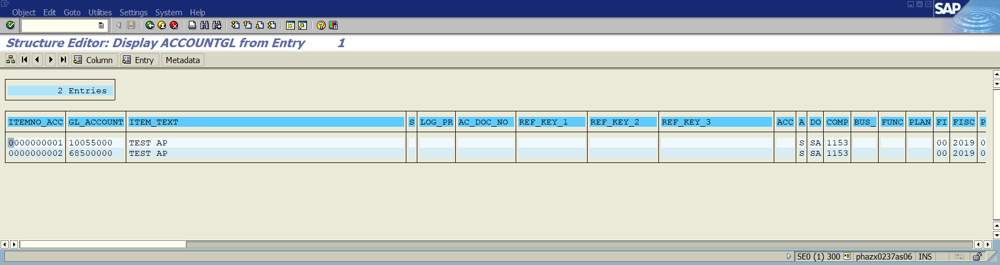 Object Edit Goto Utilities Settings System Help
SAP
Structure Editor: Display ACCOUNTGL from Entry 1
Column Entry Metadata
2 Entries
ITEMNO_ACC GL_ACCOUNT ITEM_TEXT S LOG_PR AC_DOC_NO REF_KEY_1 REF_KEY_2 REF_KEY_3 ACC A DO COMP BUS_ FUNC PLAN FI FISC P
0000000001 10055000 TEST AP S SA 1153 00 2019 0
0000000002 68500000 TEST AP S SA 1153 00 2019 0
SE0 (1) 300 phazx0237as06 INS